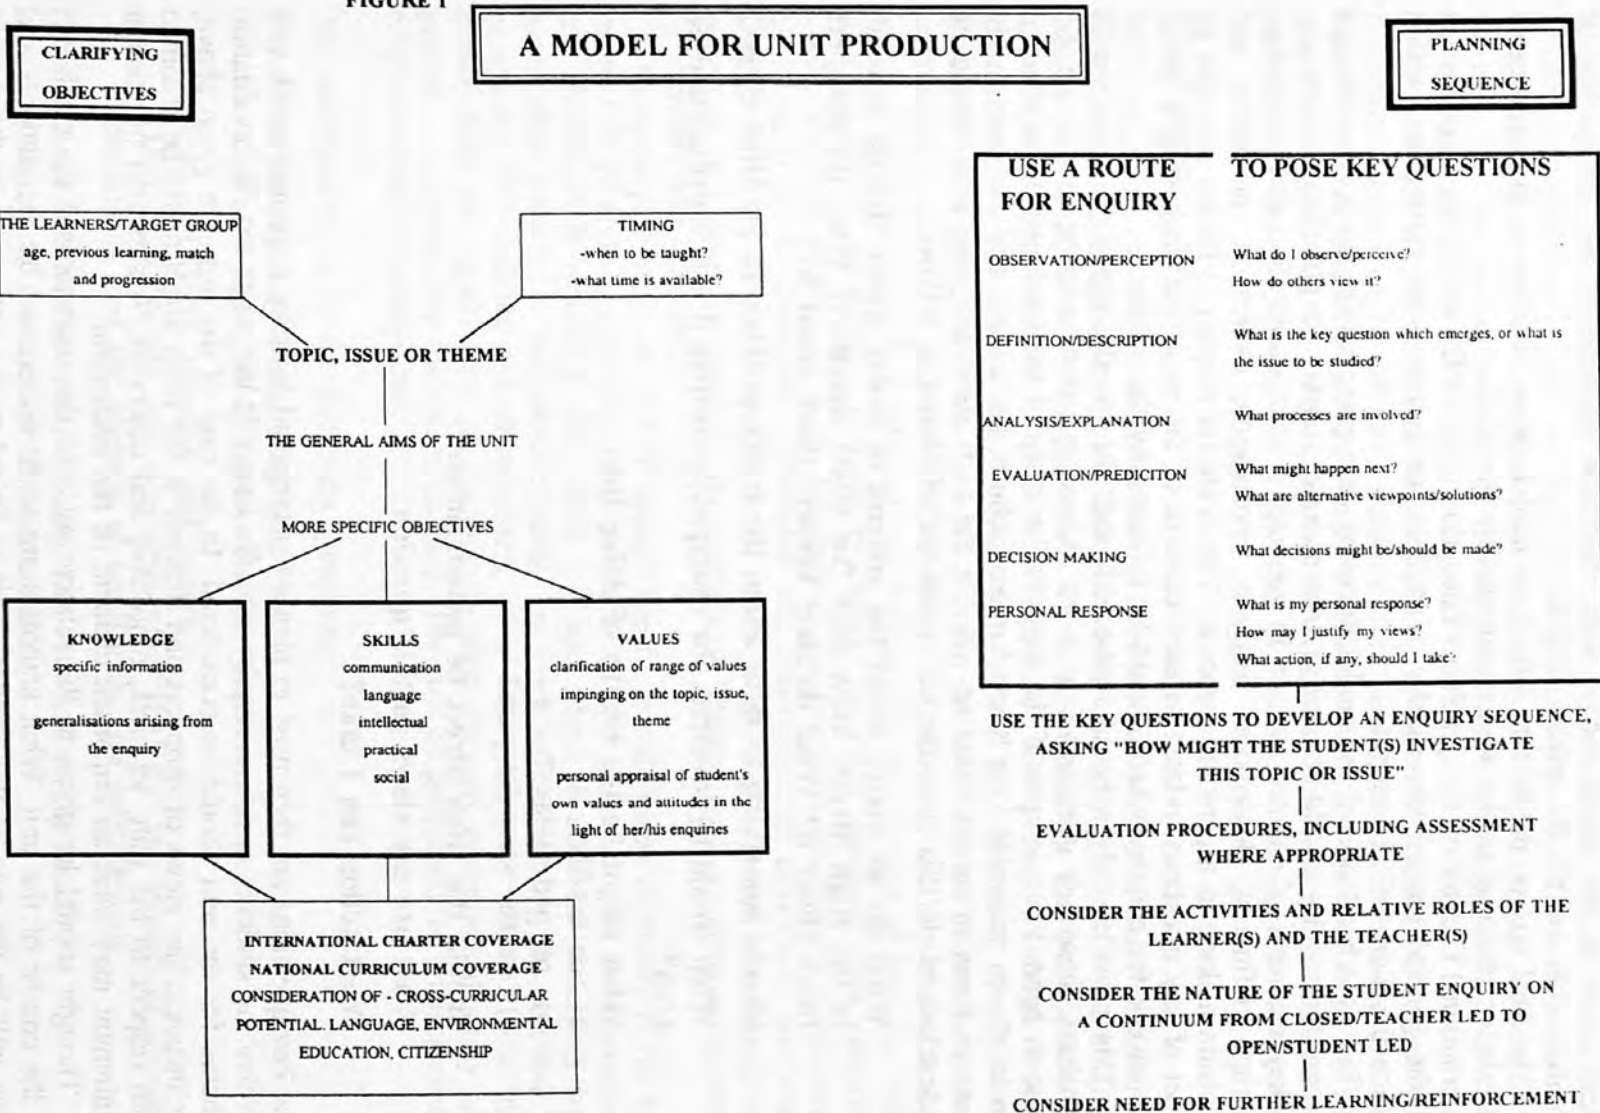 FIGURE 1
A MODEL FOR UNIT PRODUCTION
CLARIFYING
OBJECTIVES
THE LEARNERS/TARGET GROUP
age, previous learning, match
and progression
TIMING
-when to be taught?
-what time is available?
TOPIC, ISSUE OR THEME
THE GENERAL AIMS OF THE UNIT
MORE SPECIFIC OBJECTIVES
KNOWLEDGE
specific information
generalisations arising from
the enquiry
SKILLS
communication
language
intellectual
practical
social
VALUES
clarification of range of values
impinging on the topic, issue,
theme
personal appraisal of student's
own values and attitudes in the
light of her/his enquiries
INTERNATIONAL CHARTER COVERAGE
NATIONAL CURRICULUM COVERAGE
CONSIDERATION OF - CROSS-CURRICULAR
POTENTIAL. LANGUAGE, ENVIRONMENTAL
EDUCATION, CITIZENSHIP
PLANNING
SEQUENCE
USE A ROUTE
FOR ENQUIRY
TO POSE KEY QUESTIONS
OBSERVATION/PERCEPTION
What do I observe/perceive?
How do others view it?
DEFINITION/DESCRIPTION
What is the key question which emerges, or what is
the issue to be studied?
ANALYSIS/EXPLANATION
What processes are involved?
EVALUATION/PREDICITON
What might happen next?
What are alternative viewpoints/solutions?
DECISION MAKING
What decisions might be/should be made?
PERSONAL RESPONSE
What is my personal response?
How may I justify my views?
What action, if any, should I take?
USE THE KEY QUESTIONS TO DEVELOP AN ENQUIRY SEQUENCE,
ASKING "HOW MIGHT THE STUDENT(S) INVESTIGATE
THIS TOPIC OR ISSUE"
EVALUATION PROCEDURES, INCLUDING ASSESSMENT
WHERE APPROPRIATE
CONSIDER THE ACTIVITIES AND RELATIVE ROLES OF THE
LEARNER(S) AND THE TEACHER(S)
CONSIDER THE NATURE OF THE STUDENT ENQUIRY ON
A CONTINUUM FROM CLOSED/TEACHER LED TO
OPEN/STUDENT LED
CONSIDER NEED FOR FURTHER LEARNING/REINFORCEMENT